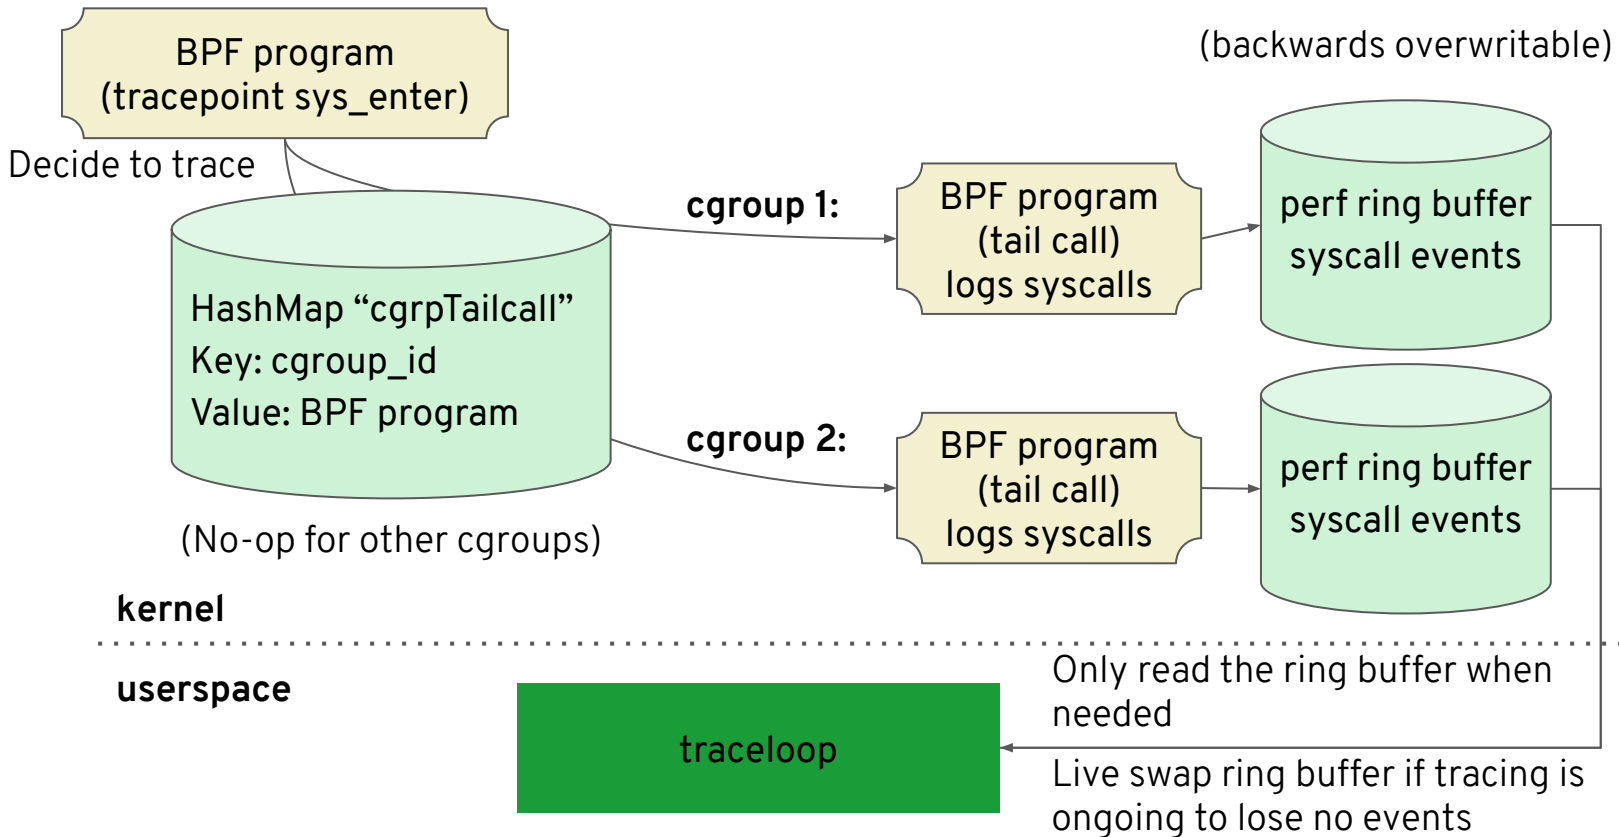 BPF program
(tracepoint sys_enter)
Decide to trace
HashMap “cgrpTailcall”
Key: cgroup_id
Value: BPF program
(No-op for other cgroups)
cgroup 1:
BPF program
(tail call)
logs syscalls
(backwards overwritable)
perf ring buffer
syscall events
cgroup 2:
BPF program
(tail call)
logs syscalls
perf ring buffer
syscall events
kernel
userspace
traceloop
Only read the ring buffer when
needed
Live swap ring buffer if tracing is
ongoing to lose no events